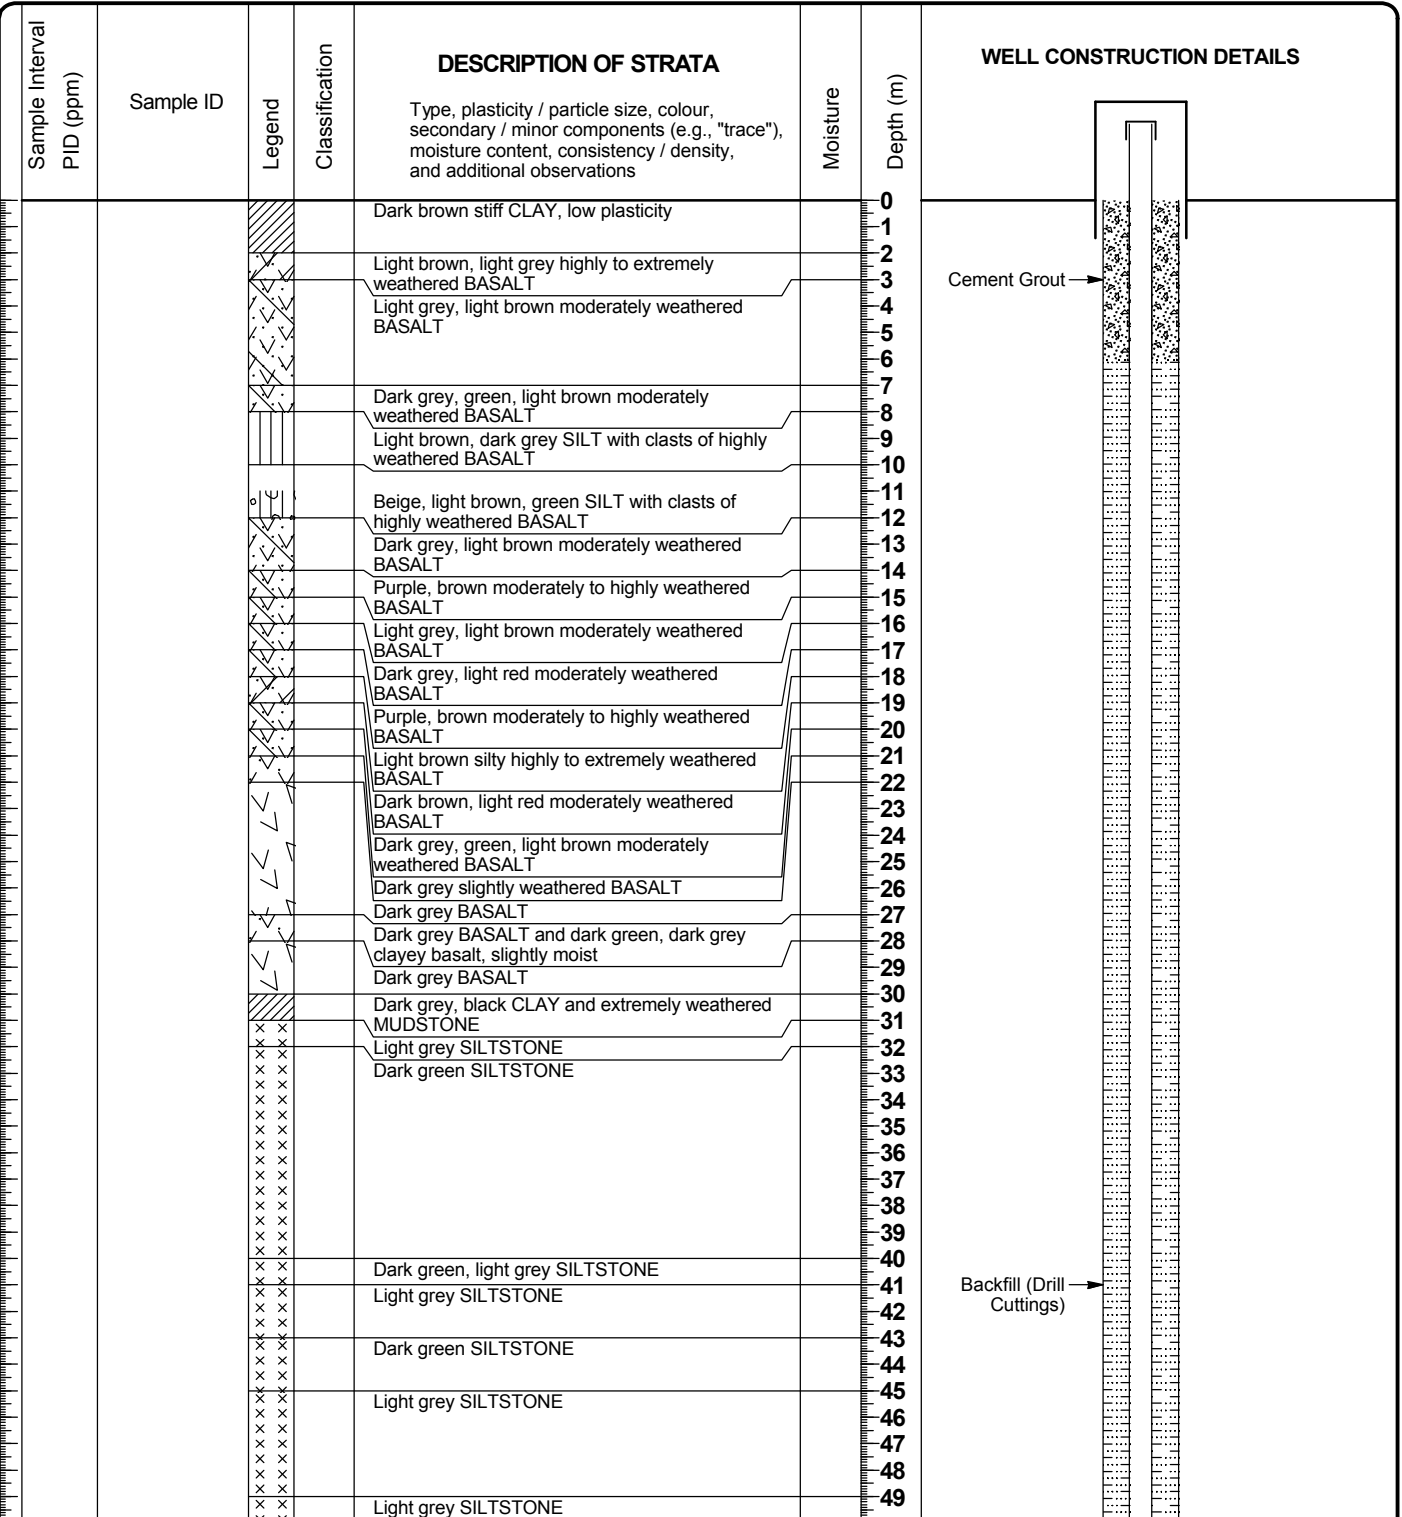 Sample Interval
PID (ppm)
Sample ID
Legend
Classification
DESCRIPTION OF STRATA
Type, plasticity / particle size, colour,
secondary / minor components (e.g., "trace"),
moisture content, consistency / density,
and additional observations
Moisture
Depth (m)
WELL CONSTRUCTION DETAILS
Dark brown stiff CLAY, low plasticity
Light brown, light grey highly to extremely
weathered BASALT
Light grey, light brown moderately weathered
BASALT
Dark grey, green, light brown moderately
weathered BASALT
Light brown, dark grey SILT with clasts of highly
weathered BASALT
Beige, light brown, green SILT with clasts of
highly weathered BASALT
Dark grey, light brown moderately weathered
BASALT
Purple, brown moderately to highly weathered
BASALT
Light grey, light brown moderately weathered
BASALT
Dark grey, light red moderately weathered
BASALT
Purple, brown moderately to highly weathered
BASALT
Light brown silty highly to extremely weathered
BASALT
Dark brown, light red moderately weathered
BASALT
Dark grey, green, light brown moderately
weathered BASALT
Dark grey slightly weathered BASALT
Dark grey BASALT
Dark grey BASALT and dark green, dark grey
clayey basalt, slightly moist
Dark grey BASALT
Dark grey, black CLAY and extremely weathered
MUDSTONE
Light grey SILTSTONE
Dark green SILTSTONE
Dark green, light grey SILTSTONE
Light grey SILTSTONE
Dark green SILTSTONE
Light grey SILTSTONE
Light grey SILTSTONE
0
1
2
3
4
5
6
7
8
9
10
11
12
13
14
15
16
17
18
19
20
21
22
23
24
25
26
27
28
29
30
31
32
33
34
35
36
37
38
39
40
41
42
43
44
45
46
47
48
49
Cement Grout
Backfill (Drill
Cuttings)